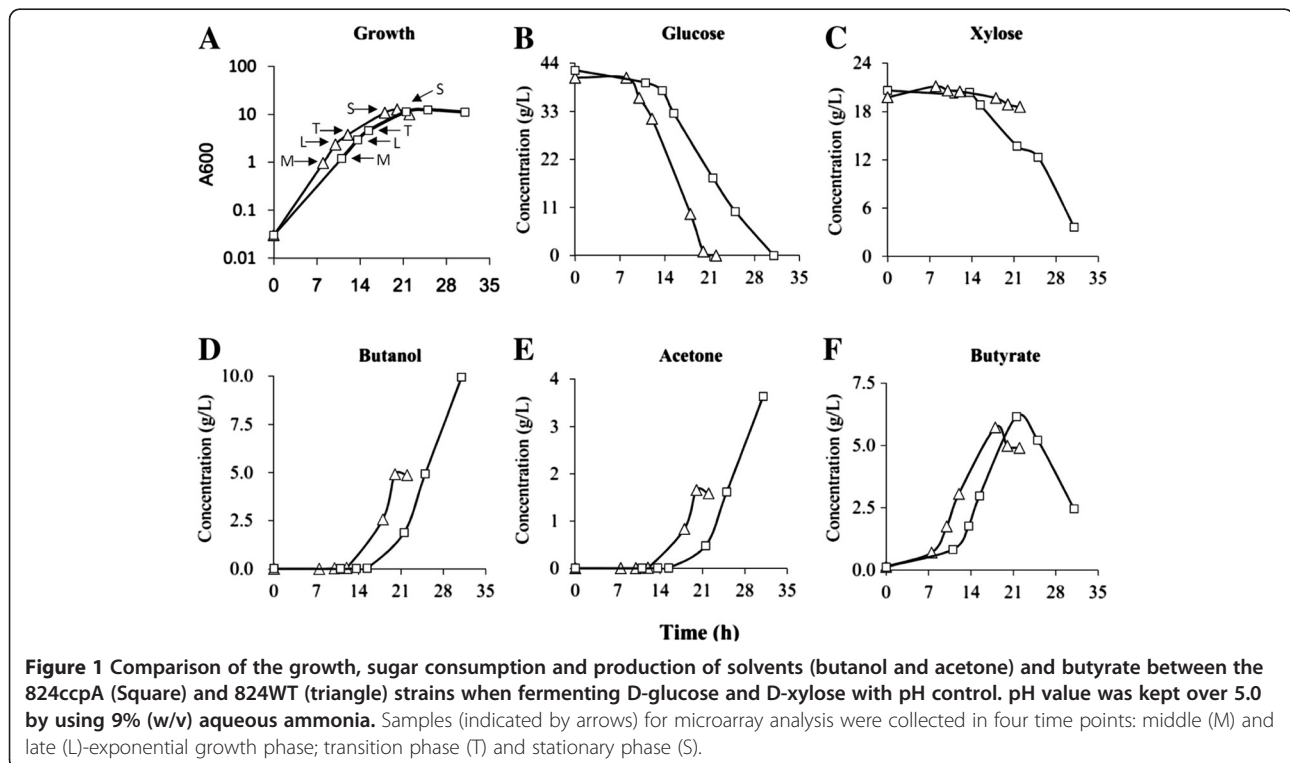 A Growth
100
10
1
0.1
0.01
A600
M
L
T
S
S
T
L
M
0 7 14 21 28 35
B Glucose
44
33
22
11
0
Concentration (g/L)
0 7 14 21 28 35
C Xylose
24
18
12
6
0
Concentration (g/L)
0 7 14 21 28 35
D Butanol
10.0
7.5
5.0
2.5
0.0
Concentration (g/L)
0 7 14 21 28 35
E Acetone
4
3
2
1
0
Concentration (g/L)
0 7 14 21 28 35
F Butyrate
7.5
5.0
2.5
0.0
Concentration (g/L)
0 7 14 21 28 35
Time (h)
Figure 1 Comparison of the growth, sugar consumption and production of solvents (butanol and acetone) and butyrate between the
824ccpA (Square) and 824WT (triangle) strains when fermenting D-glucose and D-xylose with pH control. pH value was kept over 5.0
by using 9% (w/v) aqueous ammonia. Samples (indicated by arrows) for microarray analysis were collected in four time points: middle (M) and
late (L)-exponential growth phase; transition phase (T) and stationary phase (S).